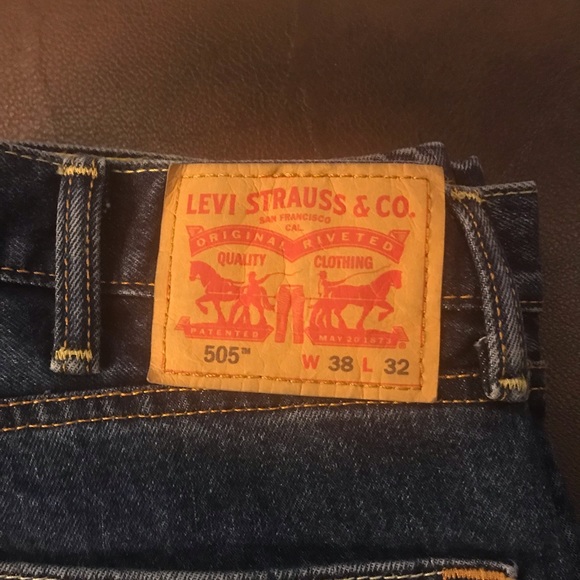 LEVI STRAUSS & CO.
SAN FRANCISCO
CAL.
ORIGINAL RIVETED
QUALITY CLOTHING
PATENTED MAY 20 1873
505™ W 38 L 32